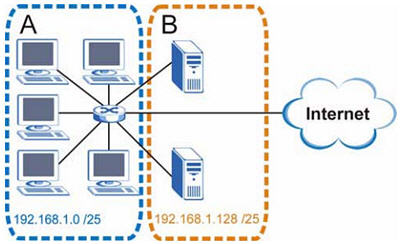 A
B
Internet
192.168.1.0 /25
192.168.1.128 /25